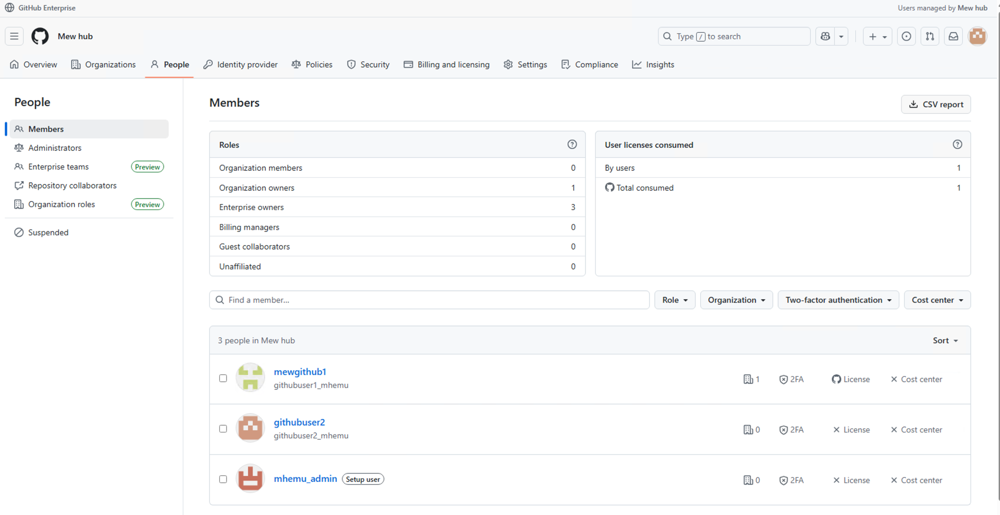 GitHub Enterprise
Users managed by Mew hub
Mew hub
Type / to search
Overview
Organizations
People
Identity provider
Policies
Security
Billing and licensing
Settings
Compliance
Insights
People
Members
Administrators
Enterprise teams Preview
Repository collaborators
Organization roles Preview
Suspended
Members
CSV report
Roles
Organization members 0
Organization owners 1
Enterprise owners 3
Billing managers 0
Guest collaborators 0
Unaffiliated 0
User licenses consumed
By users 1
Total consumed 1
Find a member...
Role
Organization
Two-factor authentication
Cost center
3 people in Mew hub
Sort
mewgithub1
githubuser1_mhemu
1 2FA License Cost center
githubuser2
githubuser2_mhemu
0 2FA License Cost center
mhemu_admin Setup user
0 2FA License Cost center